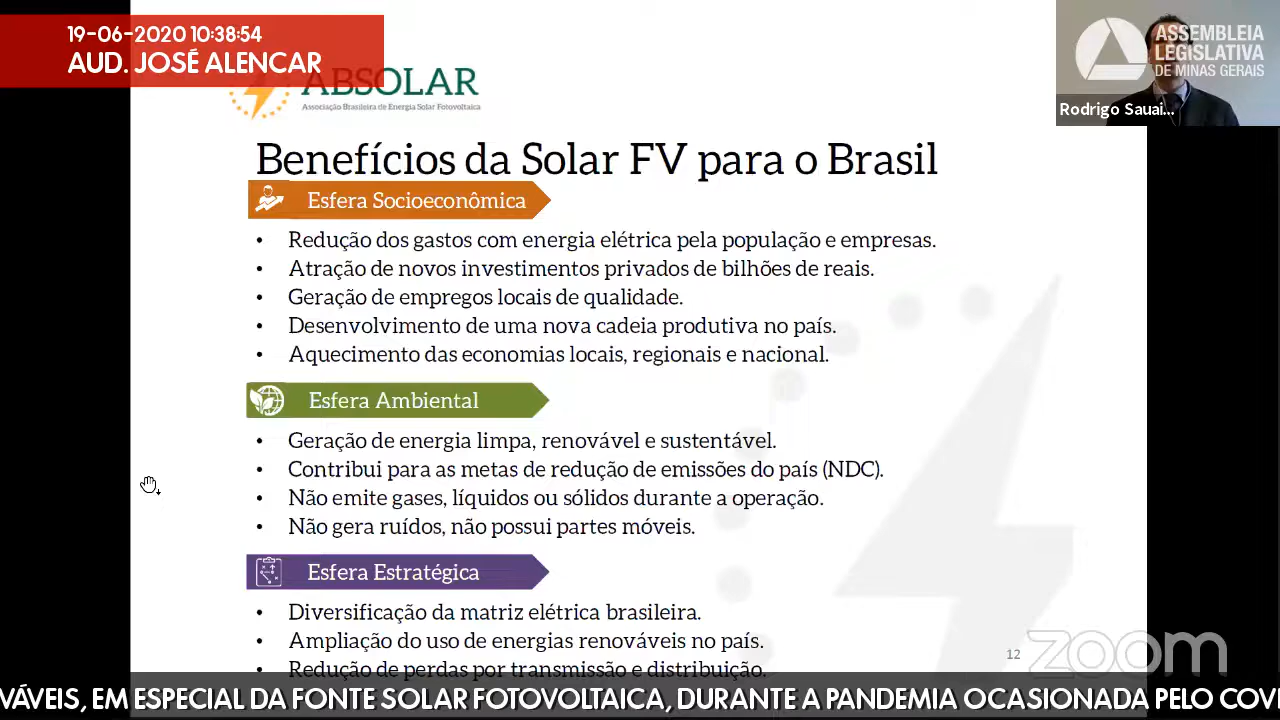 19-06-2020 10:38:54
AUD. JOSÉ ALENCAR
ASSEMBLEIA
LEGISLATIVA
DE MINAS GERAIS
Rodrigo Sauai...
ABSOLAR
Associação Brasileira de Energia Solar Fotovoltaica
Benefícios da Solar FV para o Brasil
Esfera Socioeconômica
• Redução dos gastos com energia elétrica pela população e empresas.
• Atração de novos investimentos privados de bilhões de reais.
• Geração de empregos locais de qualidade.
• Desenvolvimento de uma nova cadeia produtiva no país.
• Aquecimento das economias locais, regionais e nacional.
Esfera Ambiental
• Geração de energia limpa, renovável e sustentável.
• Contribui para as metas de redução de emissões do país (NDC).
• Não emite gases, líquidos ou sólidos durante a operação.
• Não gera ruídos, não possui partes móveis.
Esfera Estratégica
• Diversificação da matriz elétrica brasileira.
• Ampliação do uso de energias renováveis no país.
• Redução de perdas por transmissão e distribuição.
12
zoom
VÁVEIS, EM ESPECIAL DA FONTE SOLAR FOTOVOLTAICA, DURANTE A PANDEMIA OCASIONADA PELO COV